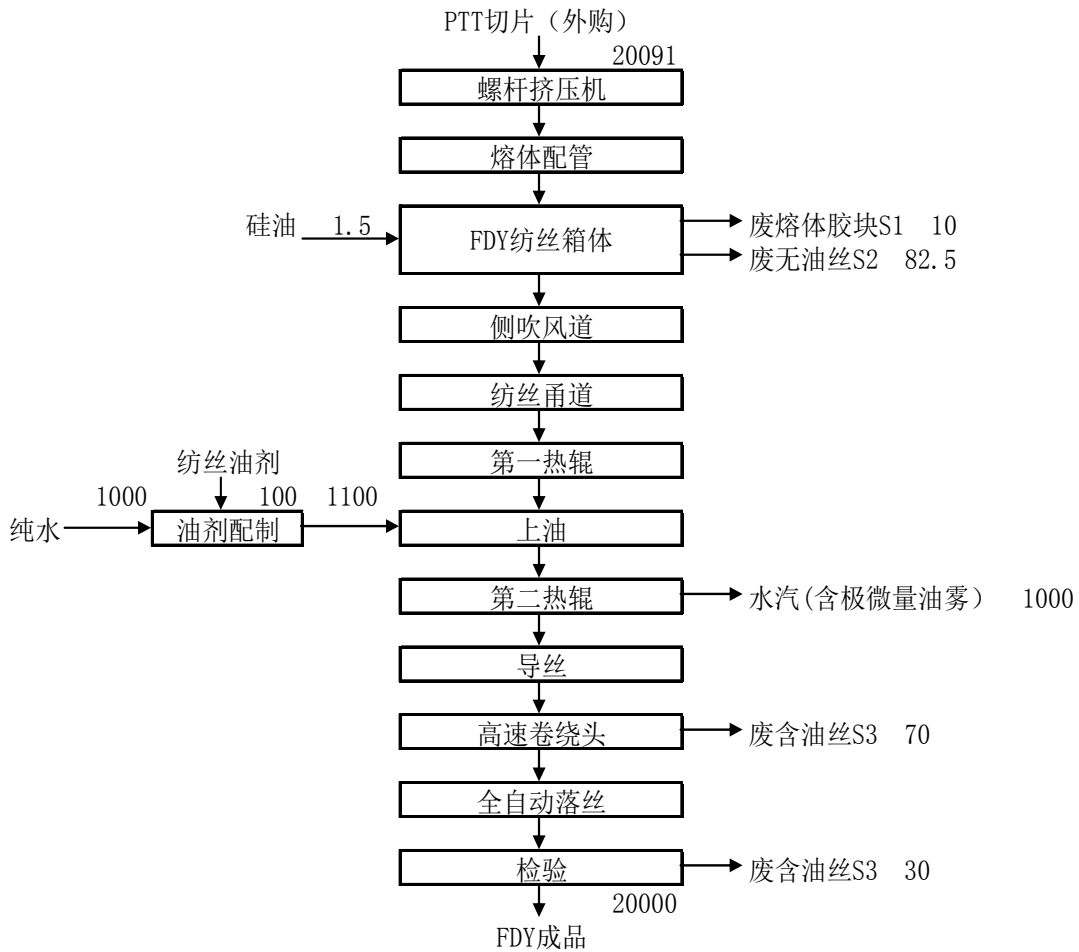 PTT切片（外购）
20091
螺杆挤压机
熔体配管
硅油 1.5
FDY纺丝箱体
废熔体胶块S1 10
废无油丝S2 82.5
侧吹风道
纺丝甬道
第一热辊
纺丝油剂
纯水 1000
100
油剂配制
1100
上油
第二热辊
水汽(含极微量油雾） 1000
导丝
高速卷绕头
废含油丝S3 70
全自动落丝
检验
废含油丝S3 30
20000
FDY成品